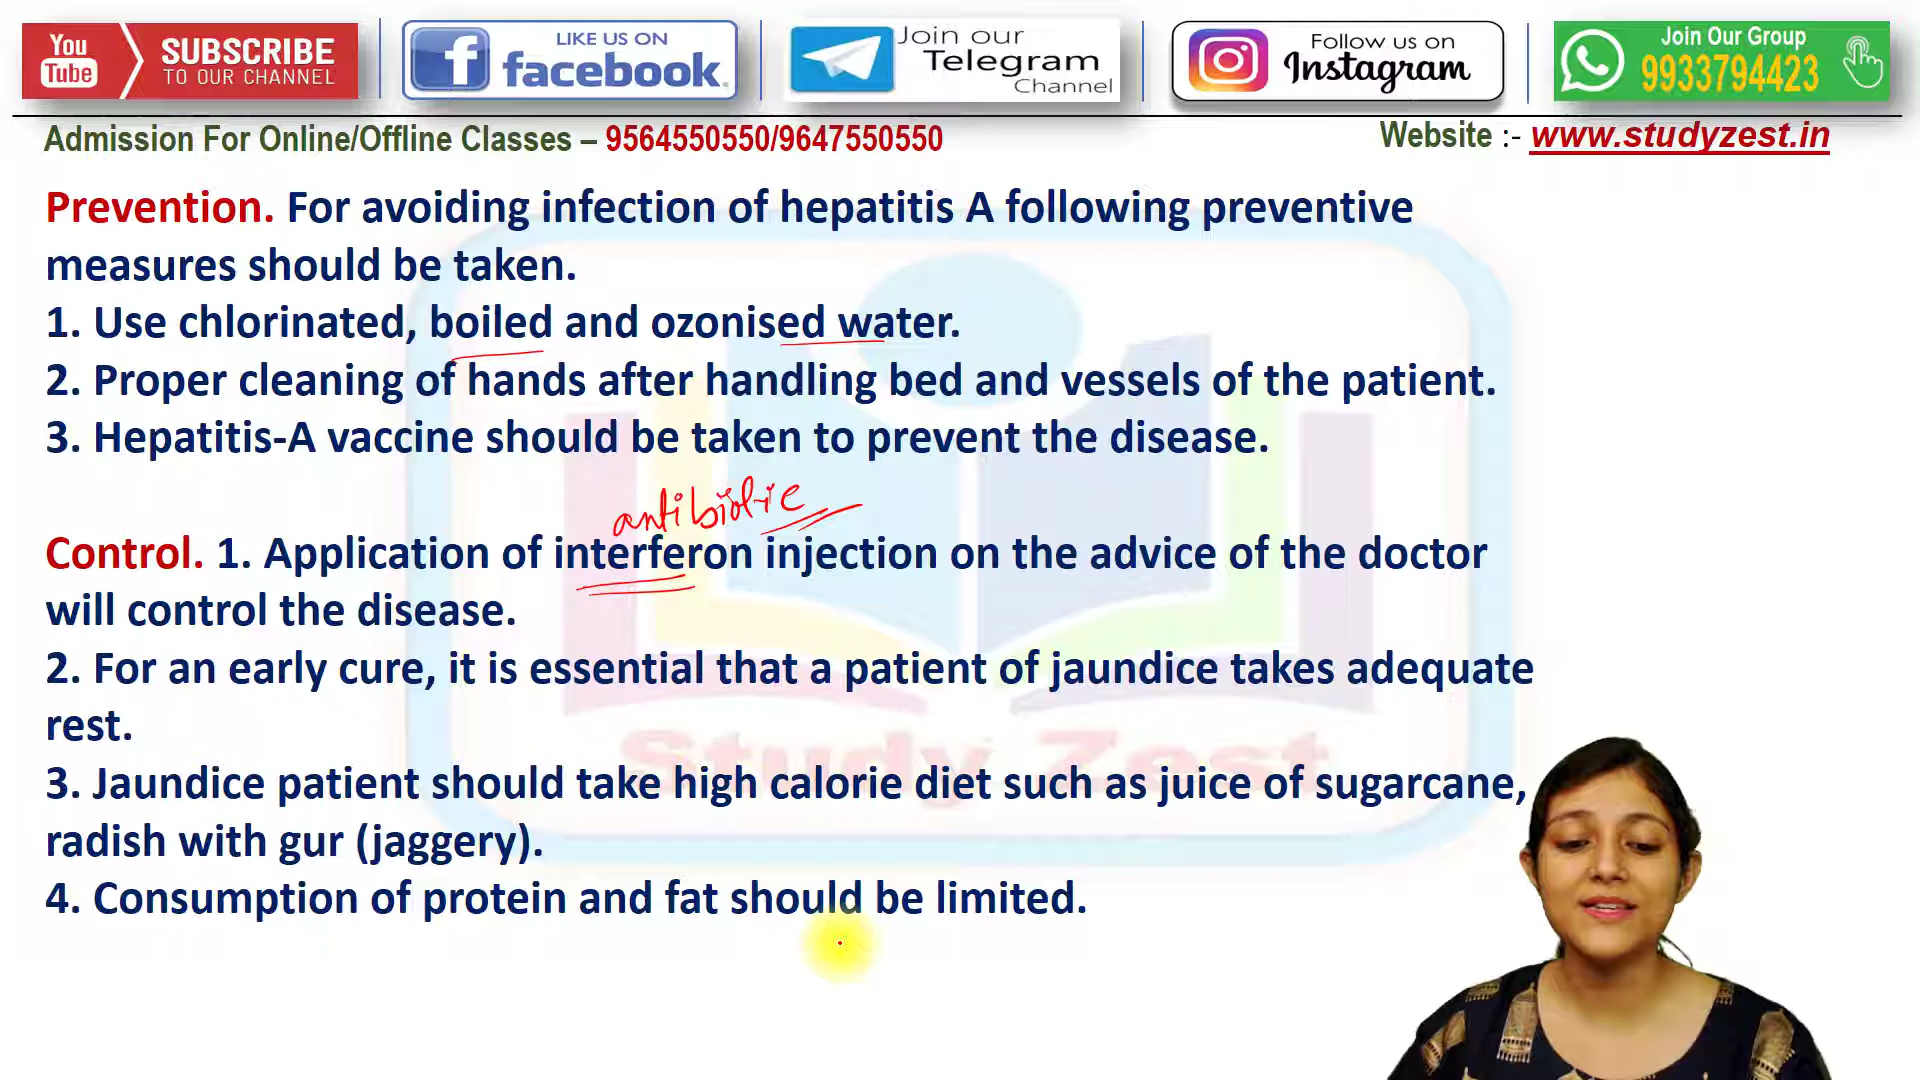 You Tube SUBSCRIBE TO OUR CHANNEL
LIKE US ON facebook.
Join our Telegram Channel
Follow us on Instagram
Join Our Group 9933794423
Admission For Online/Offline Classes – 9564550550/9647550550
Website :- www.studyzest.in
Prevention. For avoiding infection of hepatitis A following preventive
measures should be taken.
1. Use chlorinated, boiled and ozonised water.
2. Proper cleaning of hands after handling bed and vessels of the patient.
3. Hepatitis-A vaccine should be taken to prevent the disease.
antibiotic
Control. 1. Application of interferon injection on the advice of the doctor
will control the disease.
2. For an early cure, it is essential that a patient of jaundice takes adequate
rest.
Study Zest
3. Jaundice patient should take high calorie diet such as juice of sugarcane,
radish with gur (jaggery).
4. Consumption of protein and fat should be limited.